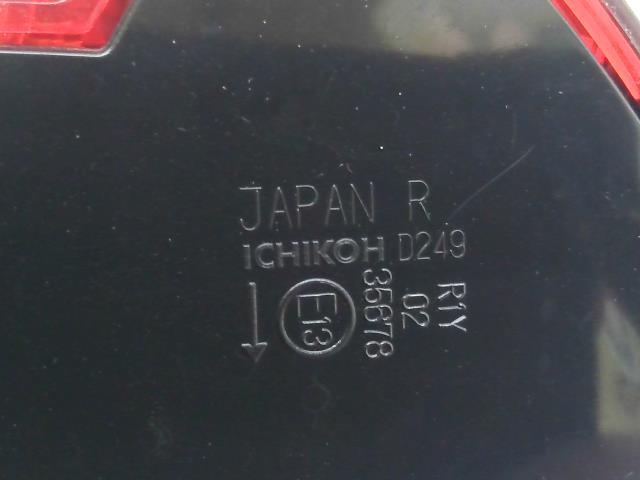 JAPAN R
ICHIKOH D249
E13
R1Y
02
35678